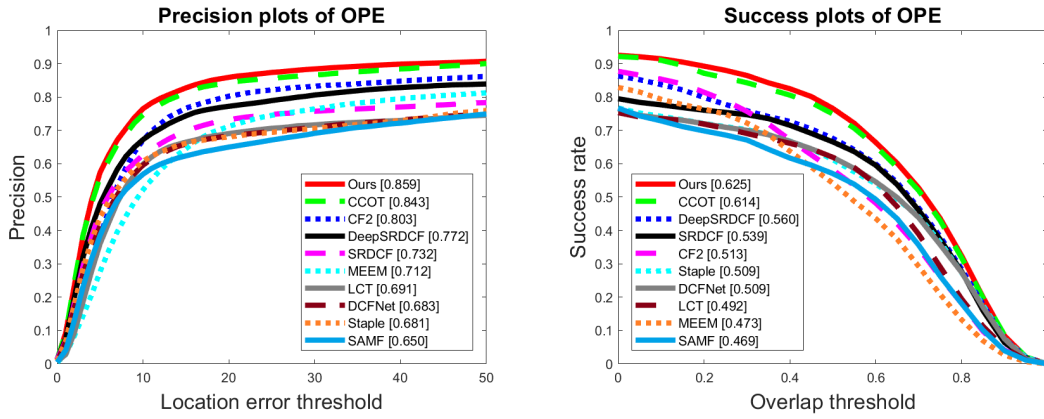 Precision plots of OPE
1
0.9
0.8
0.7
0.6
0.5
0.4
0.3
0.2
0.1
0
Precision
Ours [0.859]
CCOT [0.843]
CF2 [0.803]
DeepSRDCF [0.772]
SRDCF [0.732]
MEEM [0.712]
LCT [0.691]
DCFNet [0.683]
Staple [0.681]
SAMF [0.650]
0 10 20 30 40 50
Location error threshold
Success plots of OPE
1
0.9
0.8
0.7
0.6
0.5
0.4
0.3
0.2
0.1
0
Success rate
Ours [0.625]
CCOT [0.614]
DeepSRDCF [0.560]
SRDCF [0.539]
CF2 [0.513]
Staple [0.509]
DCFNet [0.509]
LCT [0.492]
MEEM [0.473]
SAMF [0.469]
0 0.2 0.4 0.6 0.8
Overlap threshold